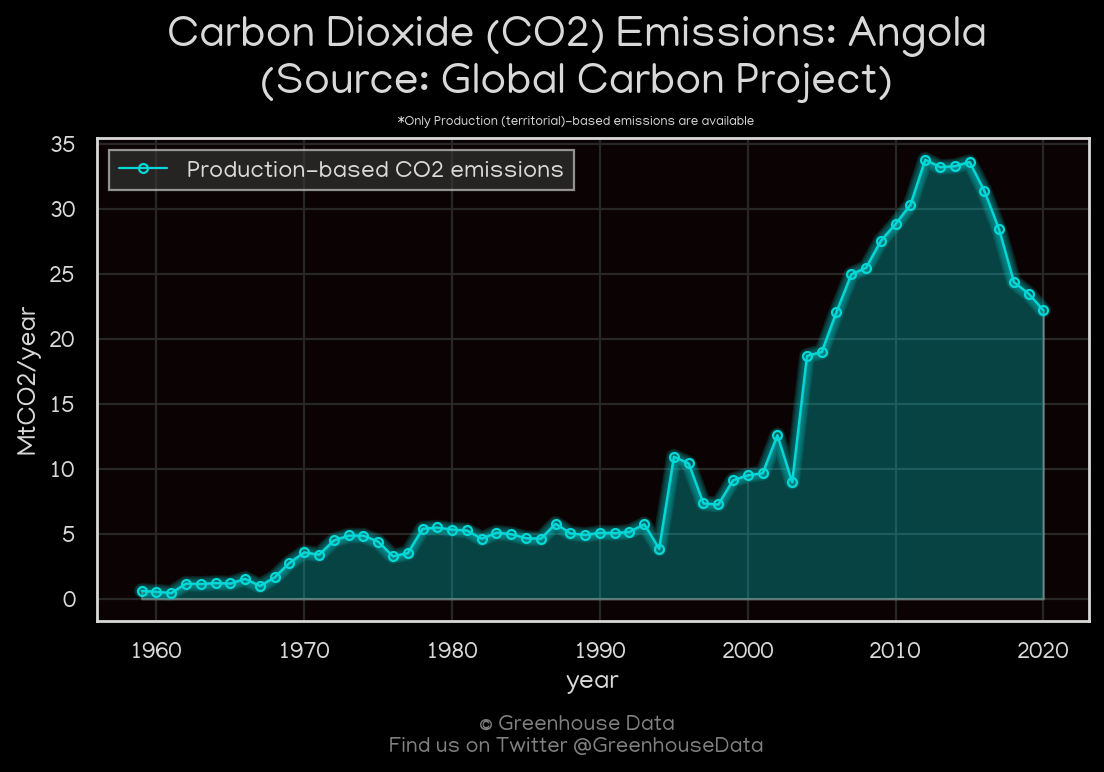 Carbon Dioxide (CO2) Emissions: Angola
(Source: Global Carbon Project)
*Only Production (territorial)-based emissions are available
Production-based CO2 emissions
MtCO2/year
35
30
25
20
15
10
5
0
1960 1970 1980 1990 2000 2010 2020
year
© Greenhouse Data
Find us on Twitter @GreenhouseData